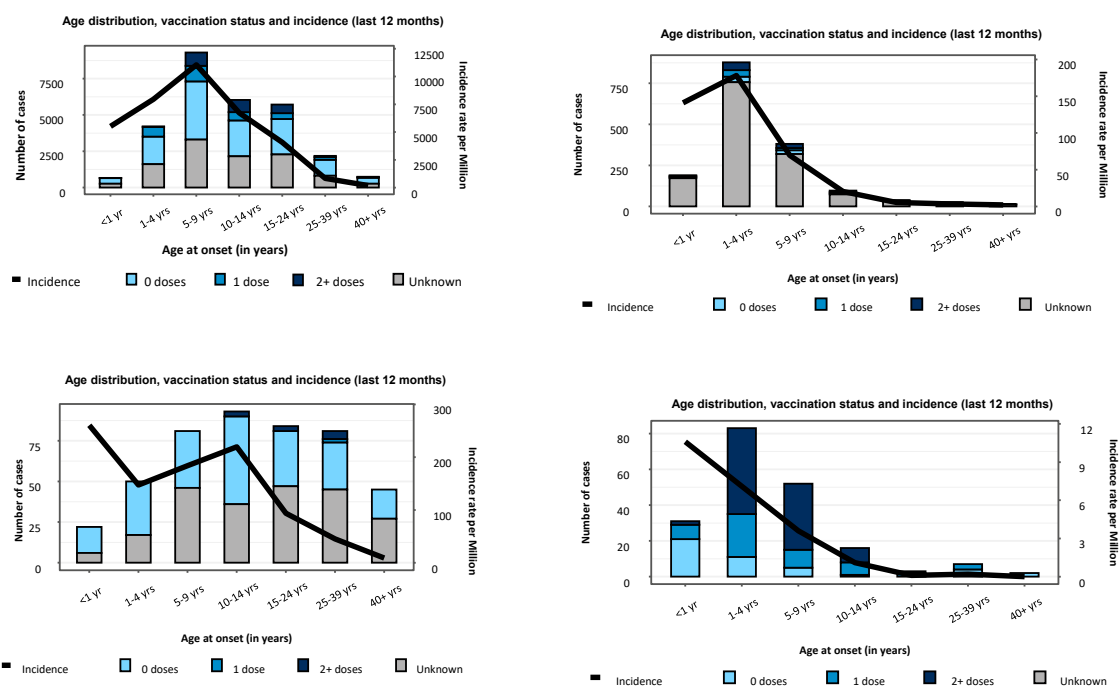 Age distribution, vaccination status and incidence (last 12 months)
Number of cases
7500
5000
2500
0
12500
10000
7500
5000
2500
0
Incidence rate per Million
<1 yr
1-4 yrs
5-9 yrs
10-14 yrs
15-24 yrs
25-39 yrs
40+ yrs
Age at onset (in years)
Incidence 0 doses 1 dose 2+ doses Unknown
Age distribution, vaccination status and incidence (last 12 months)
Number of cases
750
500
250
0
200
150
100
50
0
Incidence rate per Million
<1 yr
1-4 yrs
5-9 yrs
10-14 yrs
15-24 yrs
25-39 yrs
40+ yrs
Age at onset (in years)
Incidence 0 doses 1 dose 2+ doses Unknown
Age distribution, vaccination status and incidence (last 12 months)
Number of cases
75
50
25
0
300
200
100
0
Incidence rate per Million
<1 yr
1-4 yrs
5-9 yrs
10-14 yrs
15-24 yrs
25-39 yrs
40+ yrs
Age at onset (in years)
Incidence 0 doses 1 dose 2+ doses Unknown
Age distribution, vaccination status and incidence (last 12 months)
Number of cases
80
60
40
20
0
12
9
6
3
0
Incidence rate per Million
<1 yr
1-4 yrs
5-9 yrs
10-14 yrs
15-24 yrs
25-39 yrs
40+ yrs
Age at onset (in years)
Incidence 0 doses 1 dose 2+ doses Unknown